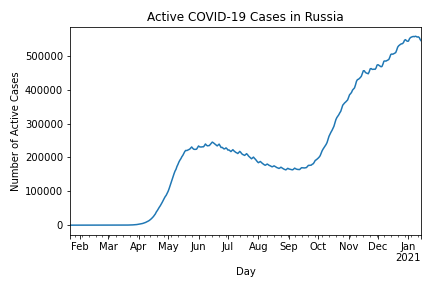 Active COVID-19 Cases in Russia
Number of Active Cases
500000
400000
300000
200000
100000
0
Feb Mar Apr May Jun Jul Aug Sep Oct Nov Dec Jan
2021
Day